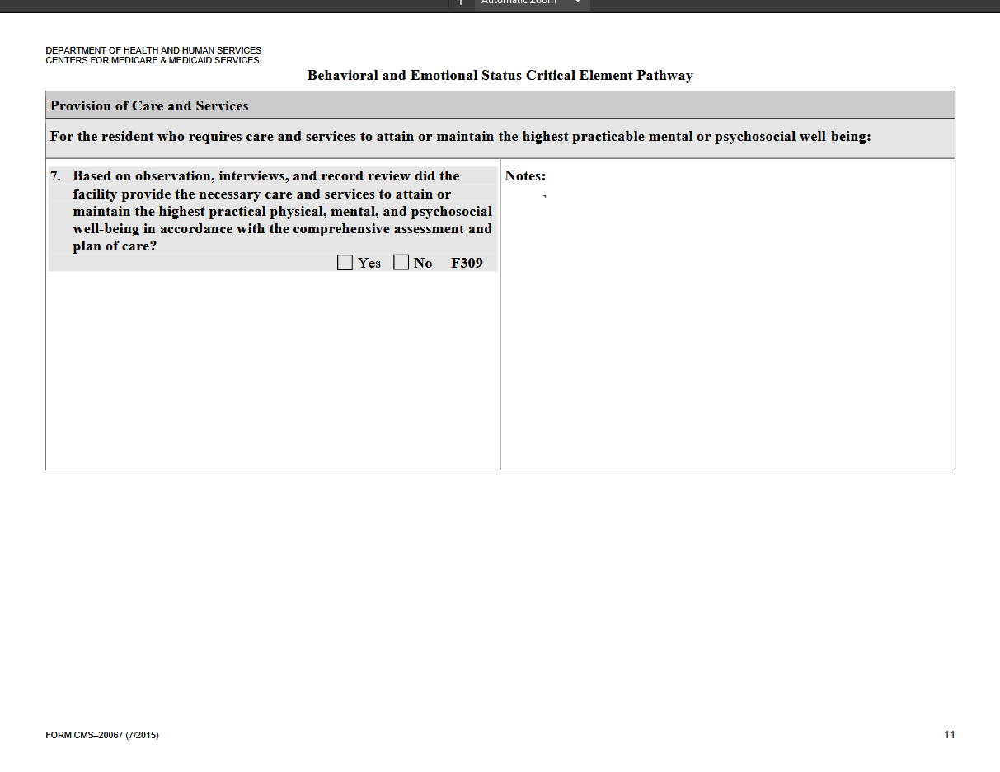 Automatic Zoom
DEPARTMENT OF HEALTH AND HUMAN SERVICES
CENTERS FOR MEDICARE & MEDICAID SERVICES
Behavioral and Emotional Status Critical Element Pathway
Provision of Care and Services
For the resident who requires care and services to attain or maintain the highest practicable mental or psychosocial well-being:
7. Based on observation, interviews, and record review did the
facility provide the necessary care and services to attain or
maintain the highest practical physical, mental, and psychosocial
well-being in accordance with the comprehensive assessment and
plan of care?
Yes No F309
Notes:
`
FORM CMS–20067 (7/2015)
11